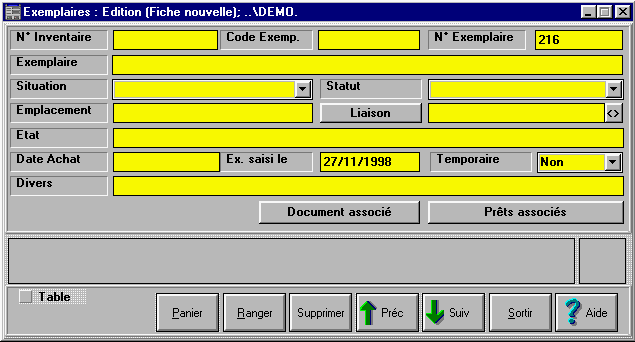 Exemplaires : Edition (Fiche nouvelle); ..\DEMO.
N° Inventaire Code Exemp. N° Exemplaire 216
Exemplaire
Situation Statut
Emplacement Liaison <>
Etat
Date Achat Ex. saisi le 27/11/1998 Temporaire Non
Divers
Document associé Prêts associés
Table
Panier Ranger Supprimer Préc Suiv Sortir ? Aide